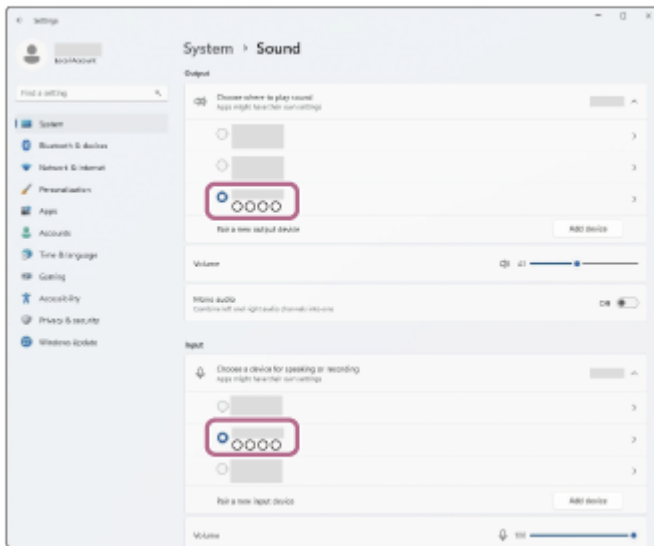 Settings
Local Account
Find a setting
System
Bluetooth & devices
Network & internet
Personalization
Apps
Accounts
Time & language
Gaming
Accessibility
Privacy & security
Windows Update
System > Sound
Output
Choose where to play sound
Apps might have their own settings
○○○○
Pair a new output device
Add device
Volume
Mono audio
Combine left and right audio channels into one
Off
Input
Choose a device for speaking or recording
Apps might have their own settings
○○○○
Pair a new input device
Add device
Volume
100